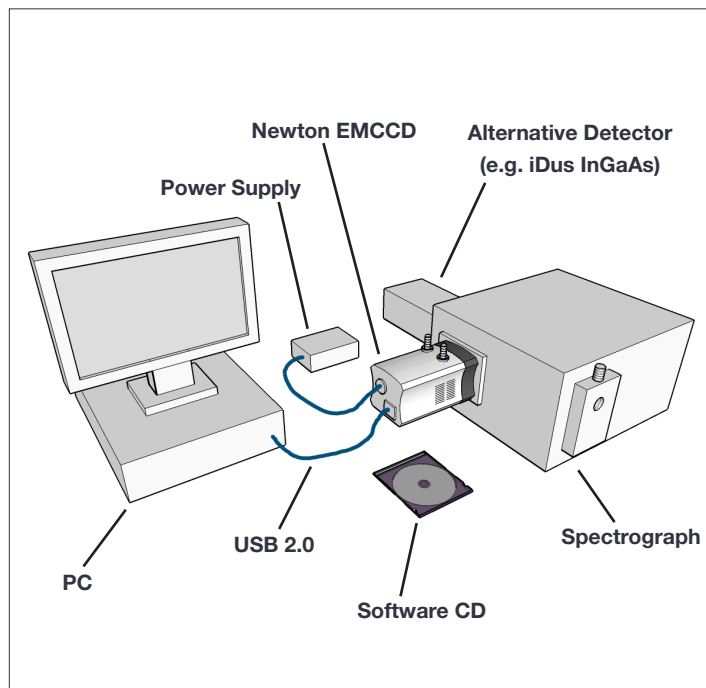 Newton EMCCD
Alternative Detector
(e.g. iDus InGaAs)
Power Supply
USB 2.0
Spectrograph
PC
Software CD